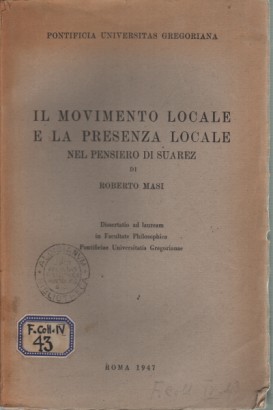 PONTIFICIA UNIVERSITAS GREGORIANA
IL MOVIMENTO LOCALE
E LA PRESENZA LOCALE
NEL PENSIERO DI SUAREZ
DI
ROBERTO MASI
Dissertatio ad lauream
in Facultate Philosophica
Pontificiae Universitatis Gregorianae
F. Coll. IV
43
ROMA 1947